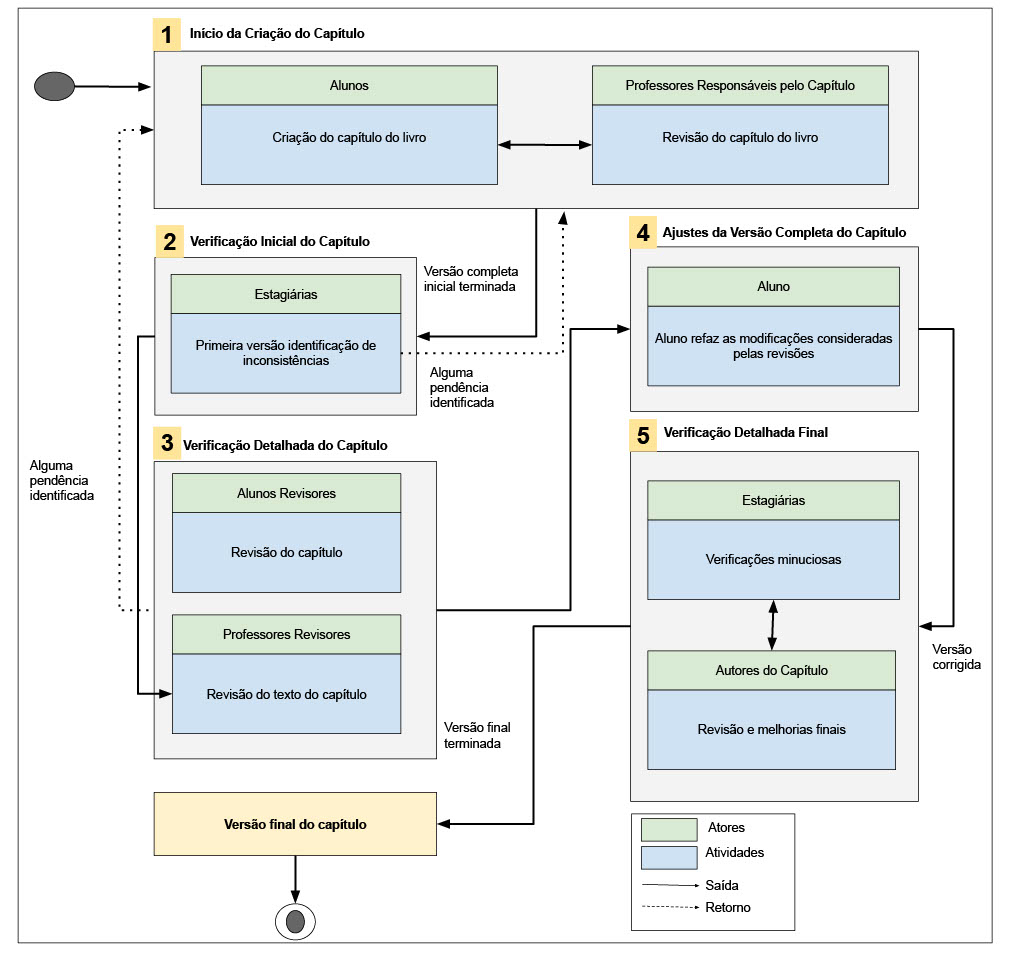 1 Início da Criação do Capítulo
Alunos
Criação do capítulo do livro
Professores Responsáveis pelo Capítulo
Revisão do capítulo do livro
2 Verificação Inicial do Capítulo
Estagiárias
Primeira versão identificação de
inconsistências
Versão completa
inicial terminada
Alguma
pendência
identificada
3 Verificação Detalhada do Capítulo
Alunos Revisores
Revisão do capítulo
Professores Revisores
Revisão do texto do capítulo
Alguma
pendência
identificada
4 Ajustes da Versão Completa do Capítulo
Aluno
Aluno refaz as modificações consideradas
pelas revisões
5 Verificação Detalhada Final
Estagiárias
Verificações minuciosas
Autores do Capítulo
Revisão e melhorias finais
Versão
corrigida
Versão final
terminada
Versão final do capítulo
Atores
Atividades
Saída
Retorno